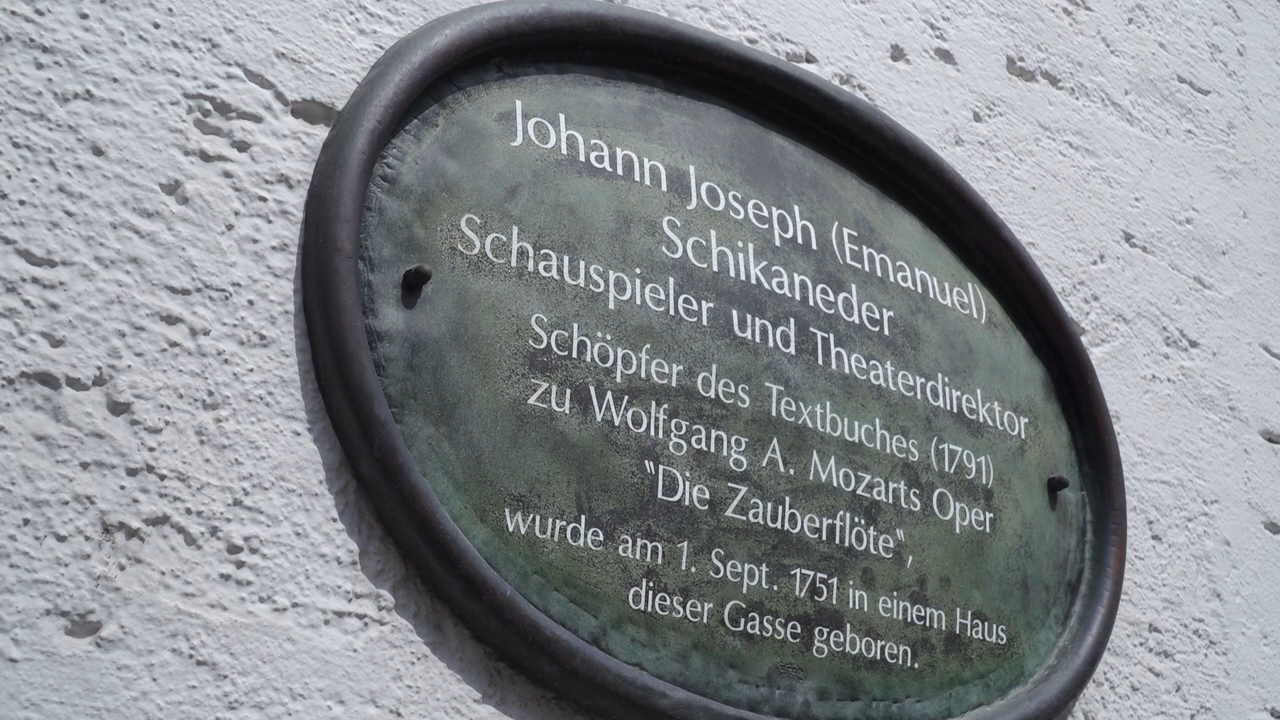 Johann Joseph (Emanuel)
Schikaneder
Schauspieler und Theaterdirektor
Schöpfer des Textbuches (1791)
zu Wolfgang A. Mozarts Oper
"Die Zauberflöte",
wurde am 1. Sept. 1751 in einem Haus
dieser Gasse geboren.